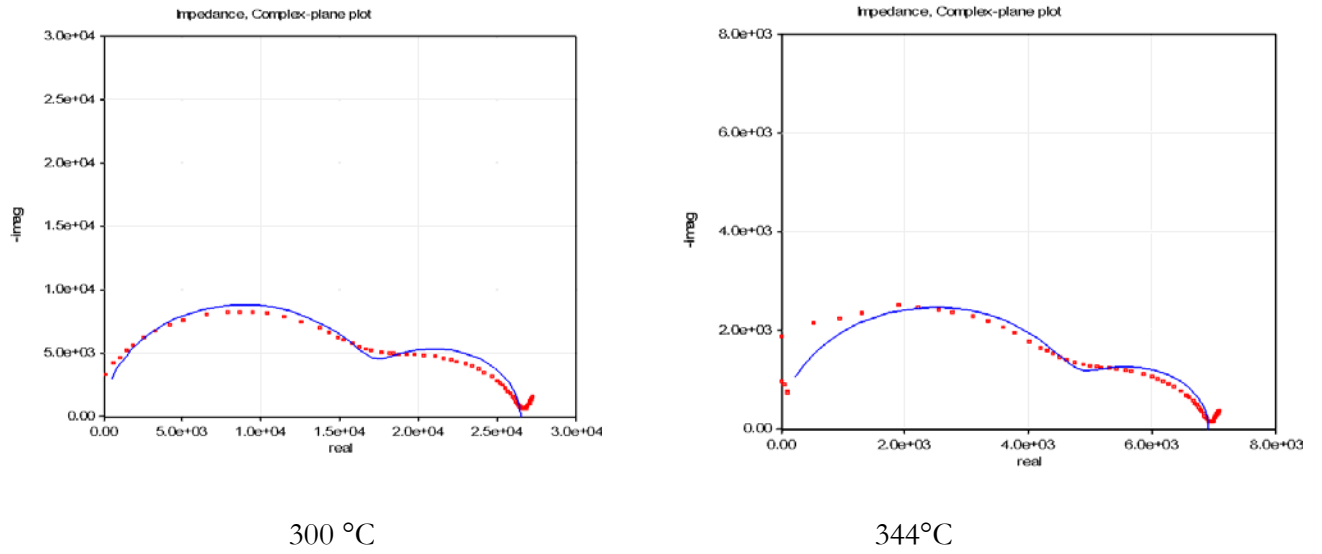 Impedance, Complex-plane plot
3.0e+04
2.5e+04
2.0e+04
1.5e+04
1.0e+04
5.0e+03
0.00
-imag
0.00 5.0e+03 1.0e+04 1.5e+04 2.0e+04 2.5e+04 3.0e+04
real
300 °C
Impedance, Complex-plane plot
8.0e+03
6.0e+03
4.0e+03
2.0e+03
0.00
-imag
0.00 2.0e+03 4.0e+03 6.0e+03 8.0e+03
real
344°C